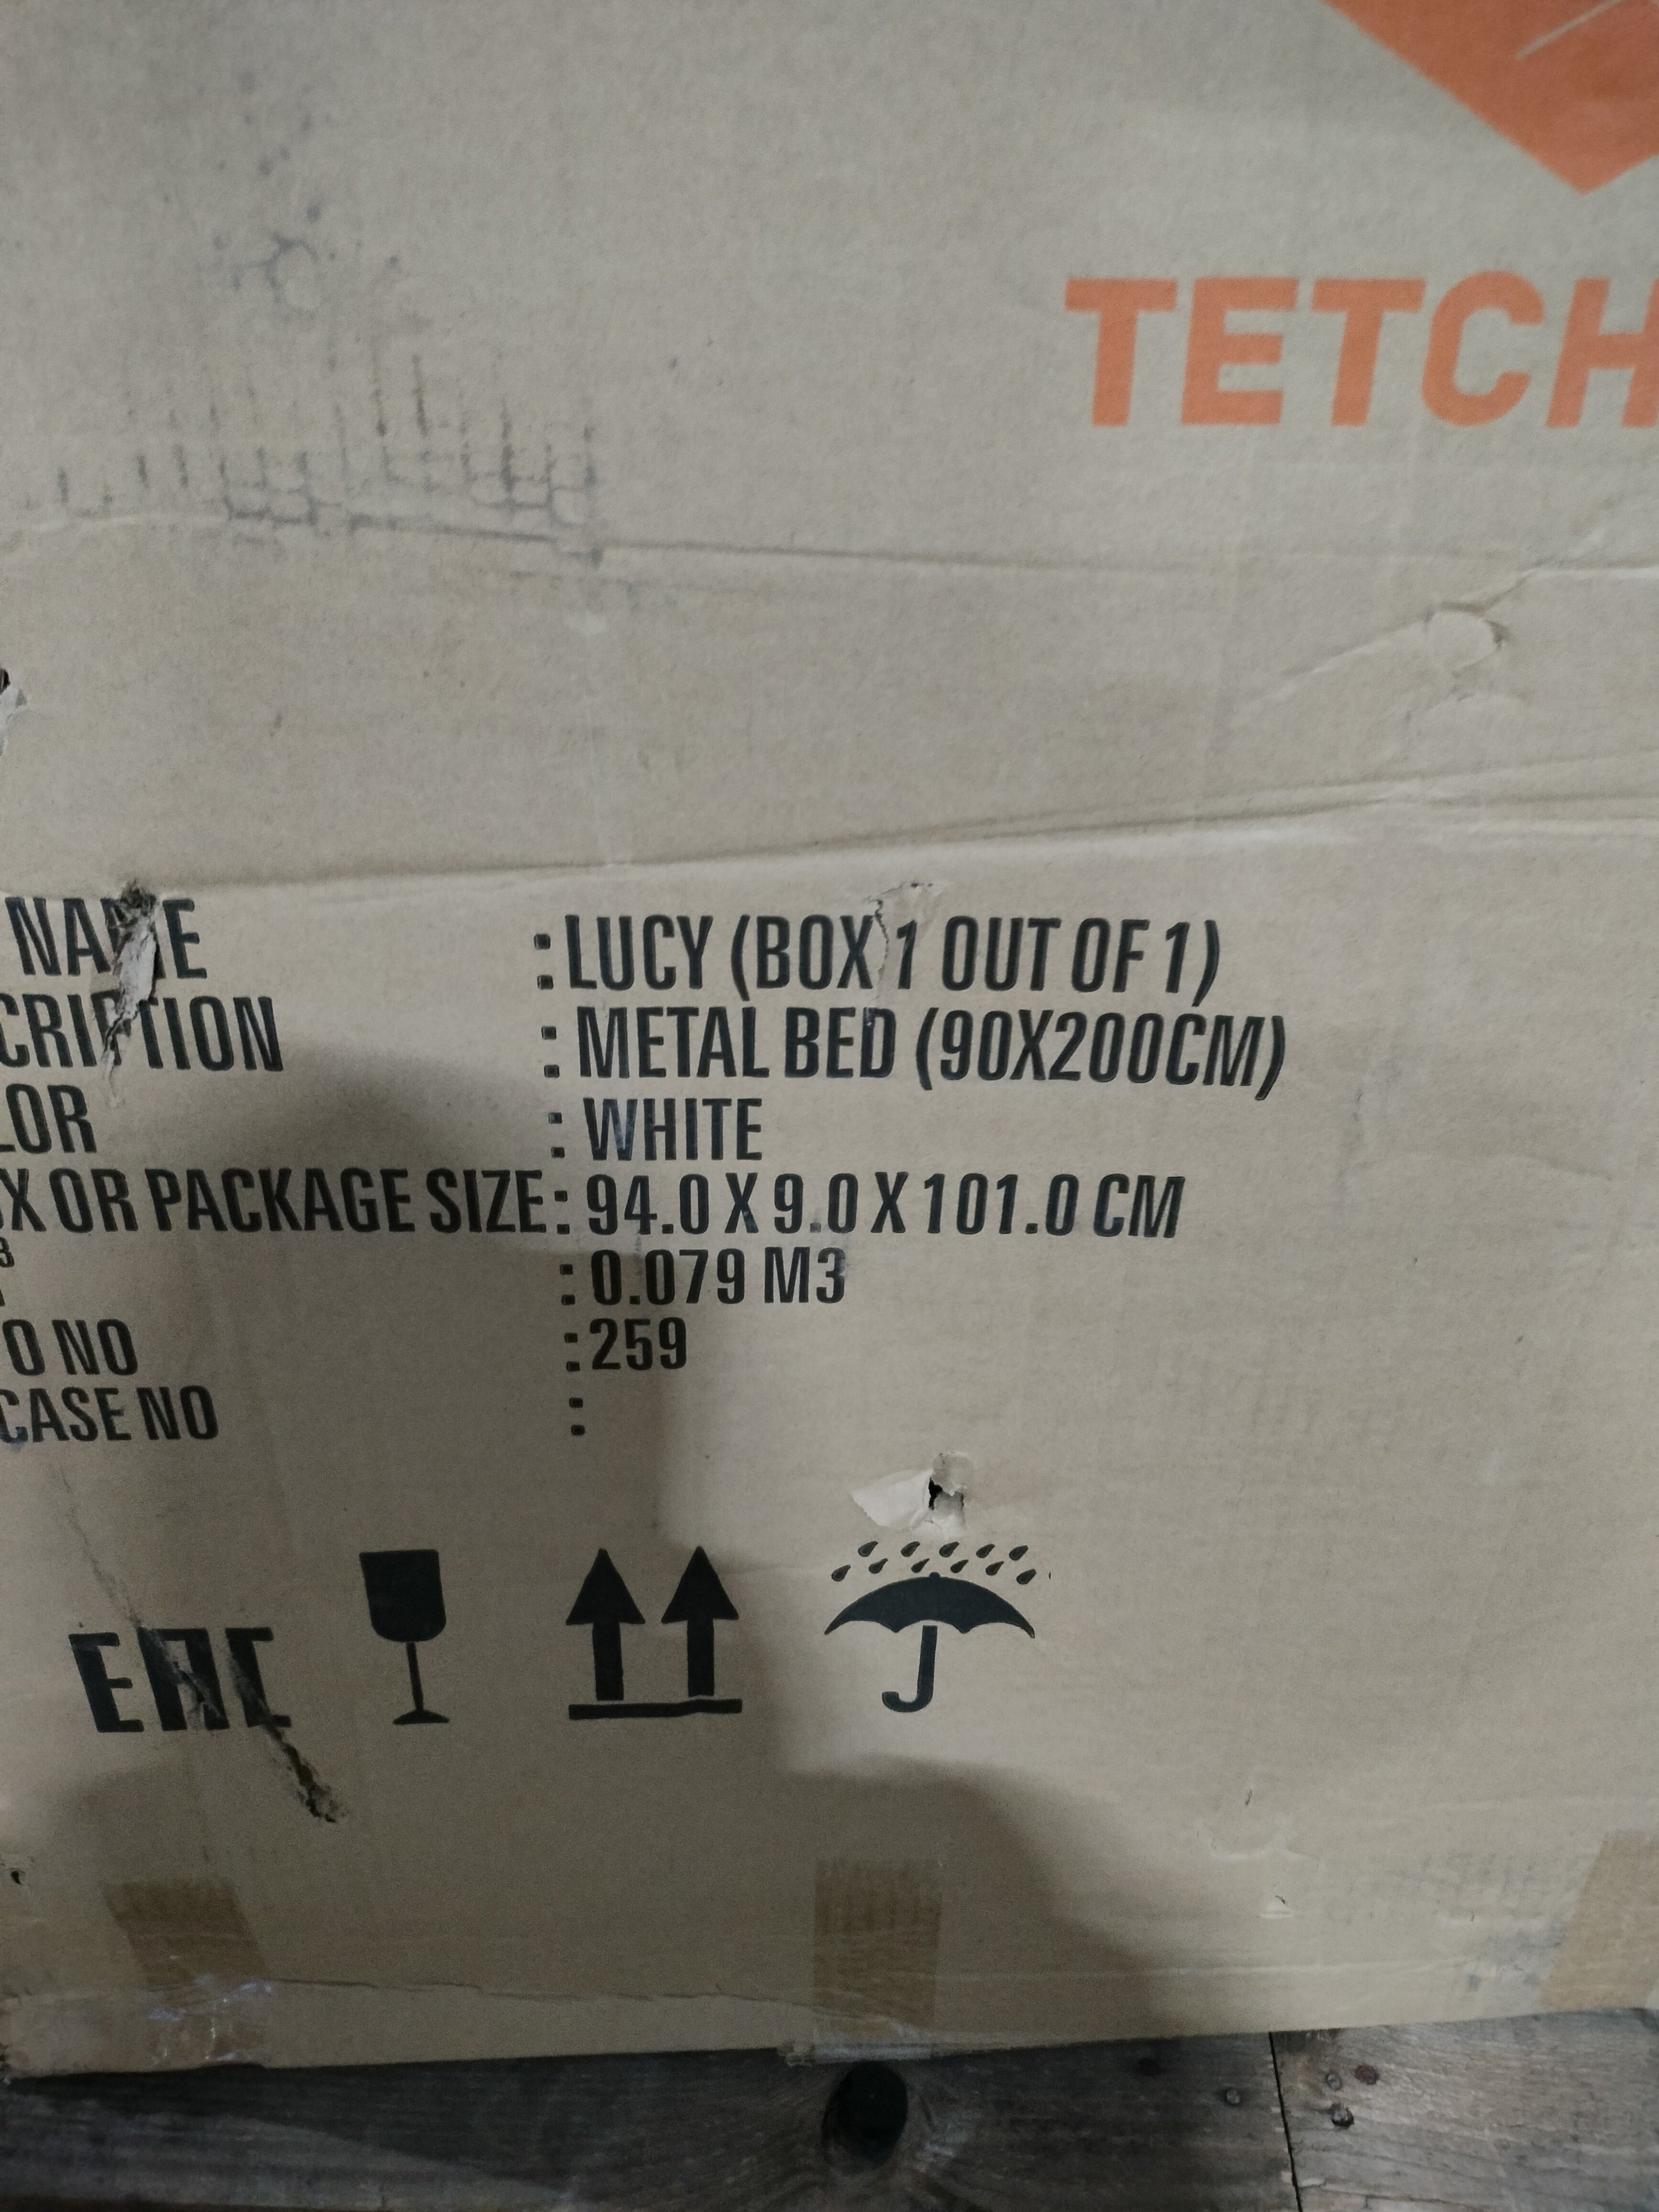 TETCH
NAME : LUCY (BOX 1 OUT OF 1)
CRIPTION : METAL BED (90X200CM)
LOR : WHITE
X OR PACKAGE SIZE : 94.0 X 9.0 X 101.0 CM
3 : 0.079 M3
O NO : 259
CASE NO :
EAC